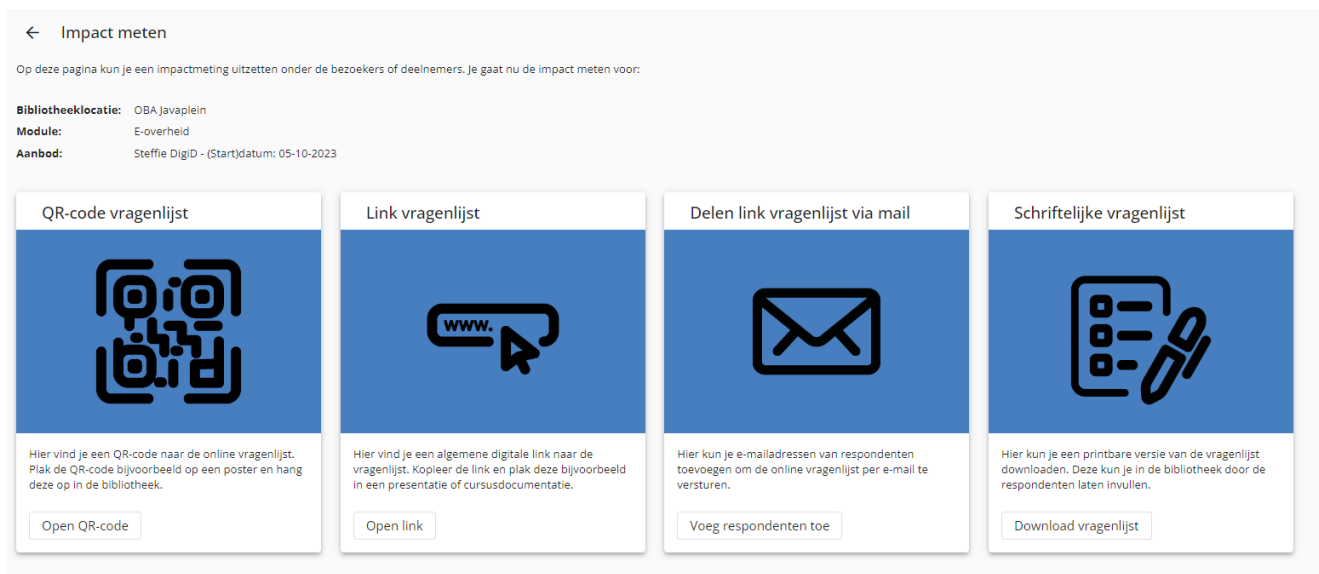 Impact meten
Op deze pagina kun je een impactmeting uitzetten onder de bezoekers of deelnemers. Je gaat nu de impact meten voor:
Bibliotheeklocatie: OBA Javaplein
Module: E-overheid
Aanbod: Steffie DigiD - (Start)datum: 05-10-2023
QR-code vragenlijst
Hier vind je een QR-code naar de online vragenlijst.
Plak de QR-code bijvoorbeeld op een poster en hang
deze op in de bibliotheek.
Open QR-code
Link vragenlijst
www.
Hier vind je een algemene digitale link naar de
vragenlijst. Kopieer de link en plak deze bijvoorbeeld
in een presentatie of cursusdocumentatie.
Open link
Delen link vragenlijst via mail
Hier kun je e-mailadressen van respondenten
toevoegen om de online vragenlijst per e-mail te
versturen.
Voeg respondenten toe
Schriftelijke vragenlijst
Hier kun je een printbare versie van de vragenlijst
downloaden. Deze kun je in de bibliotheek door de
respondenten laten invullen.
Download vragenlijst